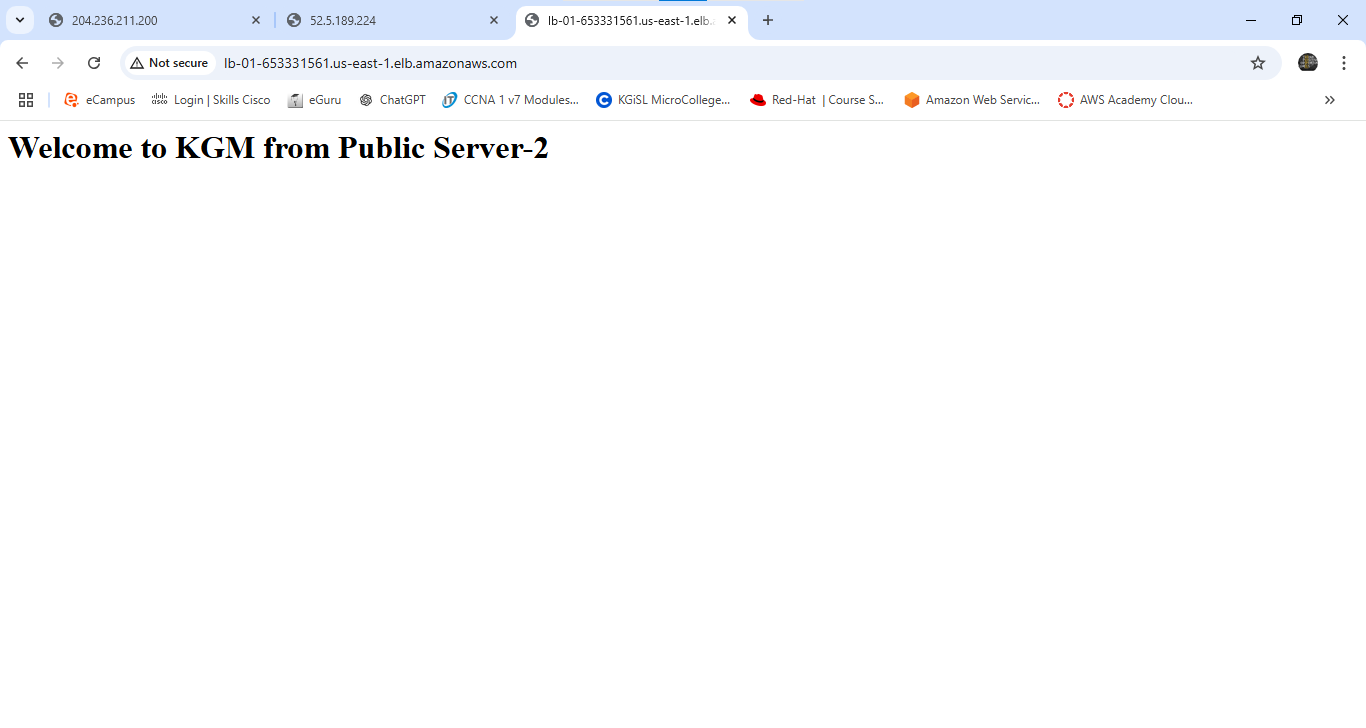 204.236.211.200
52.5.189.224
lb-01-653331561.us-east-1.elb.
Not secure
lb-01-653331561.us-east-1.elb.amazonaws.com
eCampus
Login | Skills Cisco
eGuru
ChatGPT
CCNA 1 v7 Modules...
KGiSL MicroCollege...
Red-Hat | Course S...
Amazon Web Servic...
AWS Academy Clou...
Welcome to KGM from Public Server-2